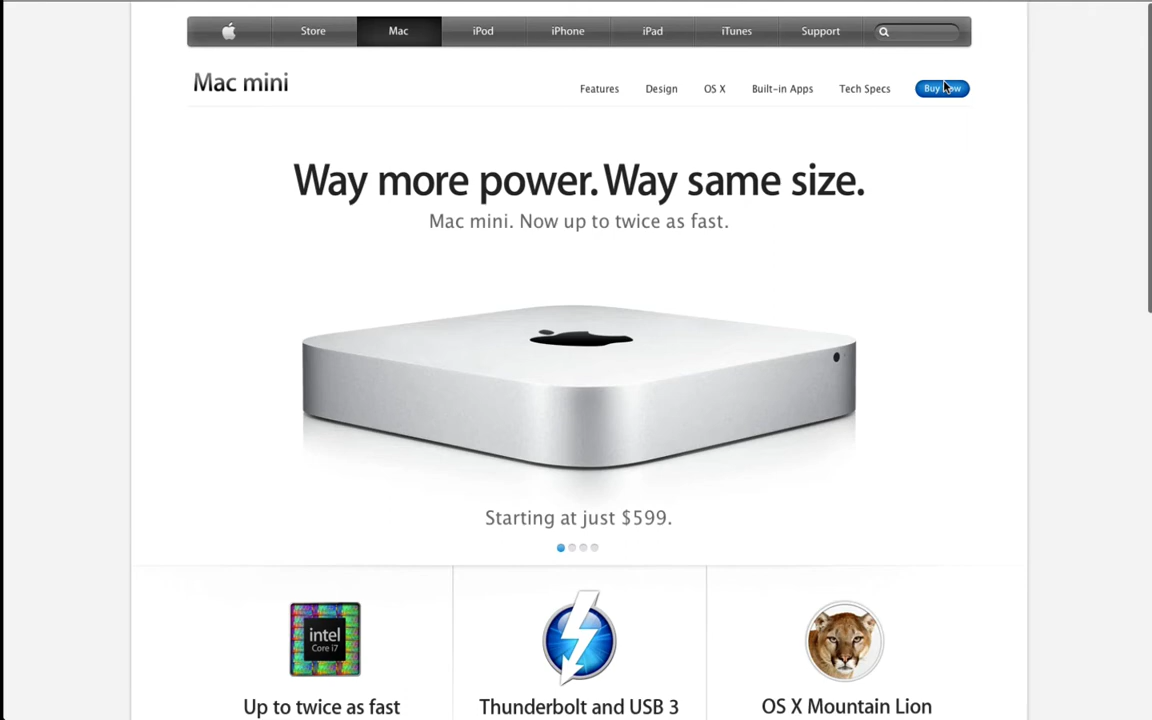 Store Mac iPod iPhone iPad iTunes Support
Mac mini
Features Design OS X Built-in Apps Tech Specs Buy Now
Way more power. Way same size.
Mac mini. Now up to twice as fast.
Starting at just $599.
intel
Core i7
Up to twice as fast
Thunderbolt and USB 3
OS X Mountain Lion